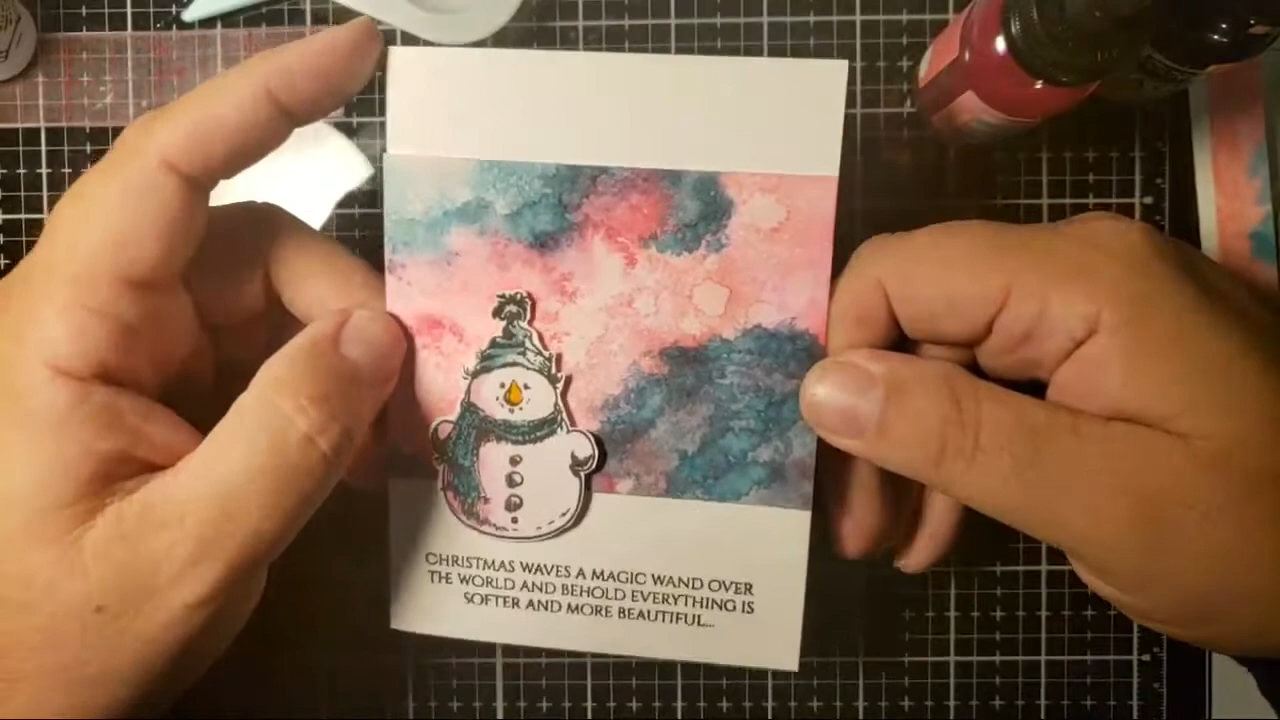 CHRISTMAS WAVES A MAGIC WAND OVER
THE WORLD AND BEHOLD EVERYTHING IS
SOFTER AND MORE BEAUTIFUL...